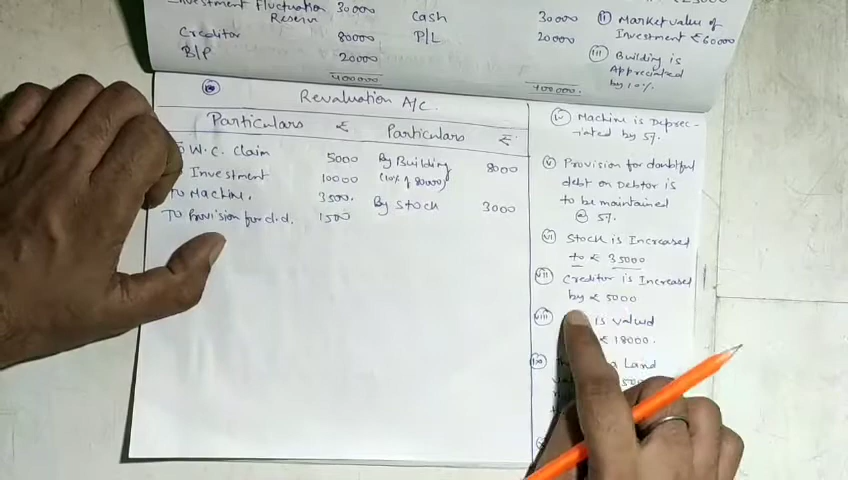 Investment Fluctuation 30000 Cash 30000
Reserve
Creditor 80000 P/L 20000
B/P 20000
400000 400000
(ii) Market value of
Investment ₹ 60000
(iii) Building is
Appreciated
by 10%
Revaluation A/c.
Particulars ₹ Particulars ₹
W.C. Claim 5000 By Building 8000
Investment 10000 (10% of 80000)
To Machine. 3500. By Stock 3000
To Provision for d.d. 1500
(iv) Machine is Deprec-
-iated by 5%.
(v) Provision for doubtful
debt on Debtor is
to be maintained
@ 5%.
(vi) Stock is Increased
to ₹ 35000
(vii) Creditor is Increased
by ₹ 5000
(viii) is valued
₹ 18000.
Land